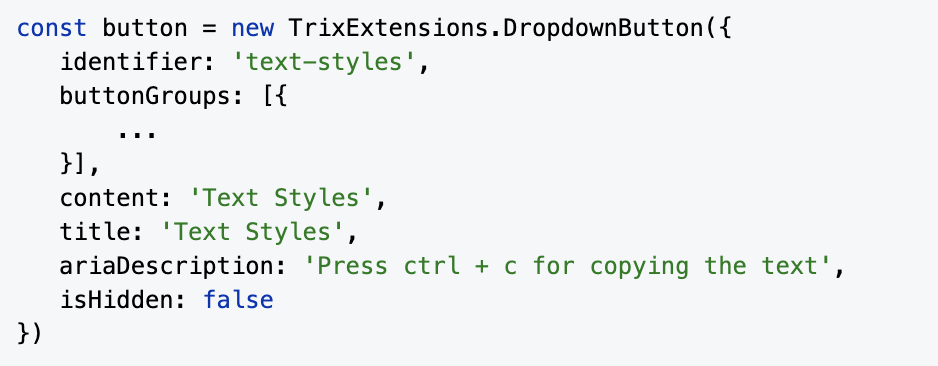 const button = new TrixExtensions.DropdownButton({
   identifier: 'text-styles',
   buttonGroups: [{
       ...
   }],
   content: 'Text Styles',
   title: 'Text Styles',
   ariaDescription: 'Press ctrl + c for copying the text',
   isHidden: false
})